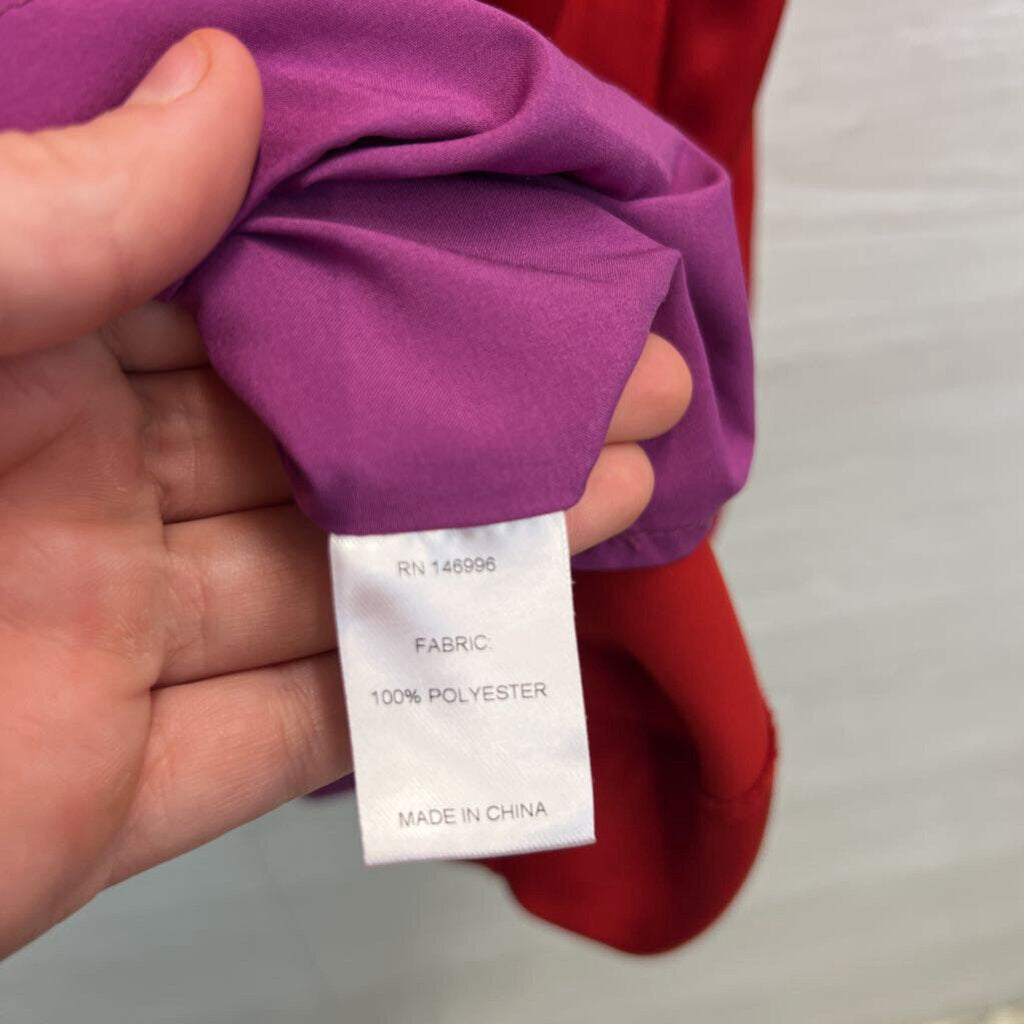 RN 146996
FABRIC:
100% POLYESTER
MADE IN CHINA